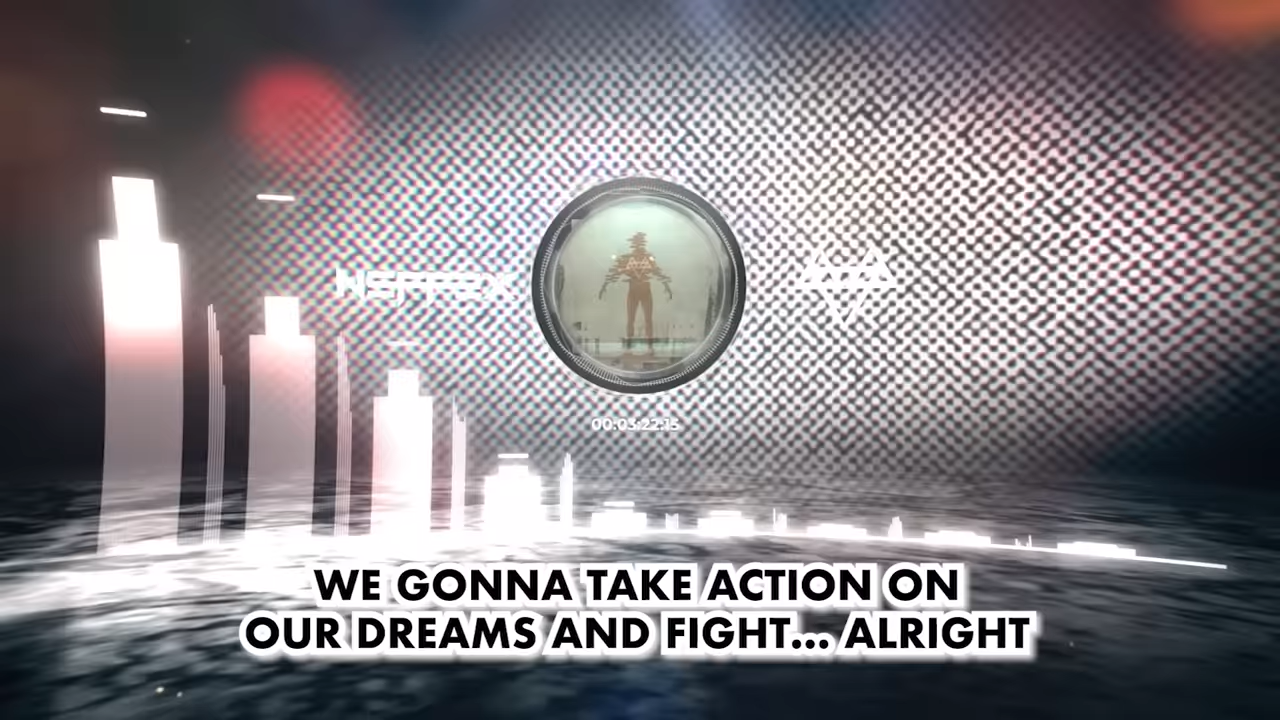 NEFFEX
00:03:22:15
WE GONNA TAKE ACTION ON
OUR DREAMS AND FIGHT... ALRIGHT